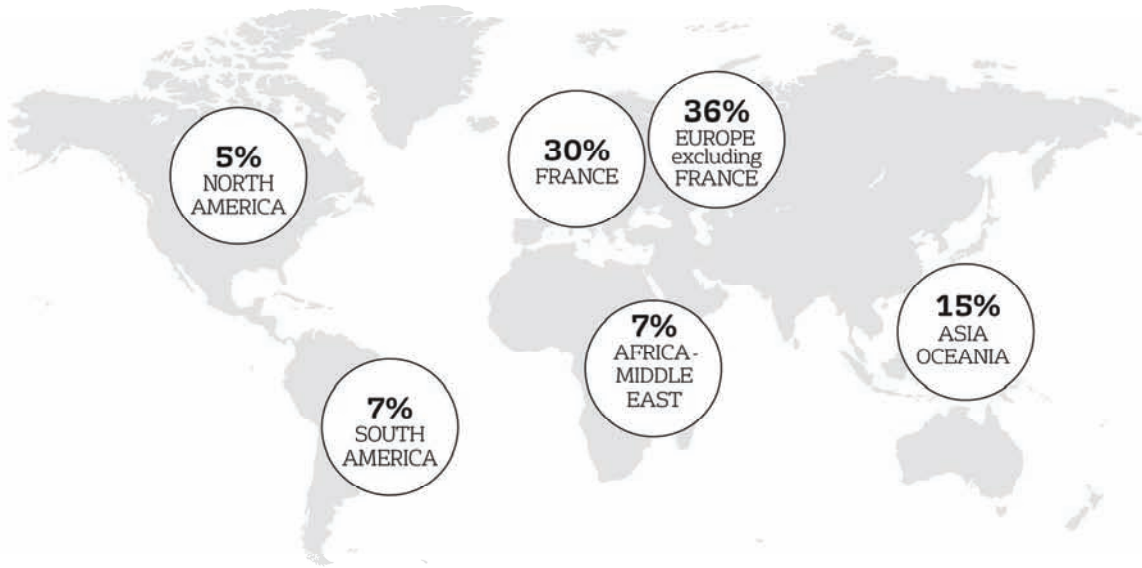 5%
NORTH
AMERICA
30%
FRANCE
36%
EUROPE
excluding
FRANCE
7%
SOUTH
AMERICA
7%
AFRICA-
MIDDLE
EAST
15%
ASIA
OCEANIA